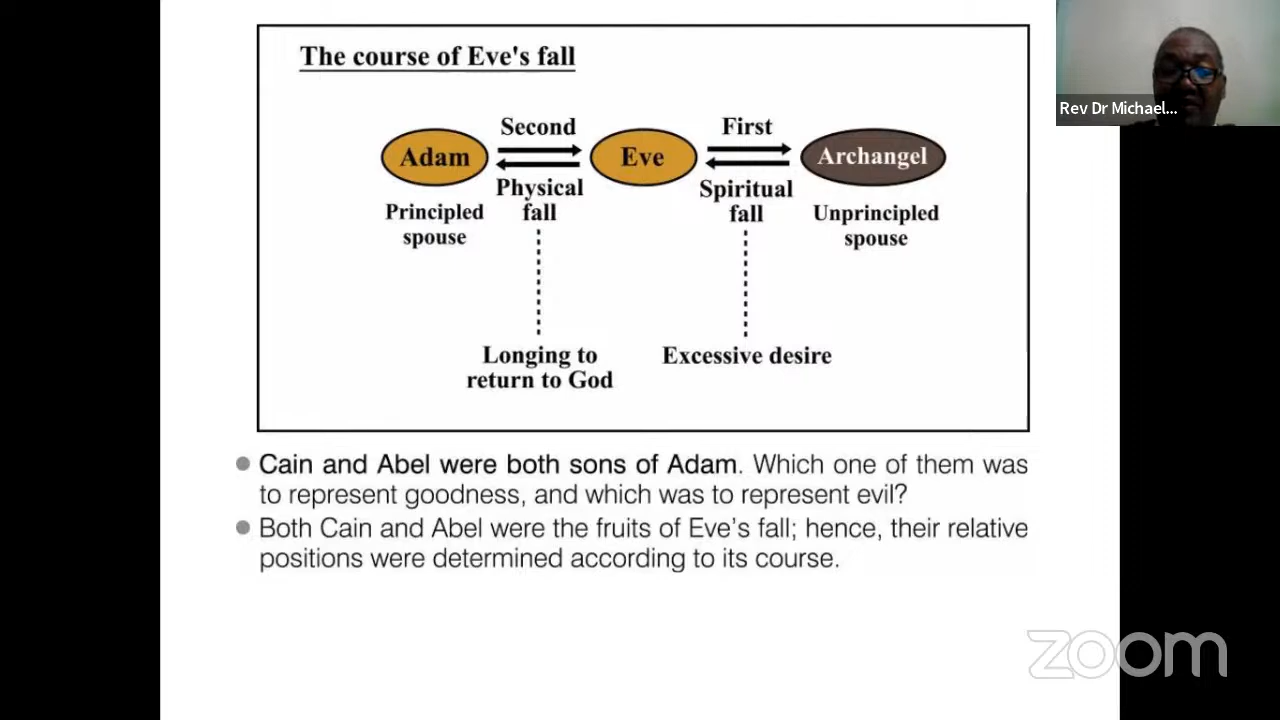 The course of Eve's fall
Second
First
Adam
Eve
Archangel
Physical
fall
Spiritual
fall
Principled
spouse
Unprincipled
spouse
Longing to
return to God
Excessive desire
Cain and Abel were both sons of Adam. Which one of them was
to represent goodness, and which was to represent evil?
Both Cain and Abel were the fruits of Eve's fall; hence, their relative
positions were determined according to its course.
Rev Dr Michael...
zoom